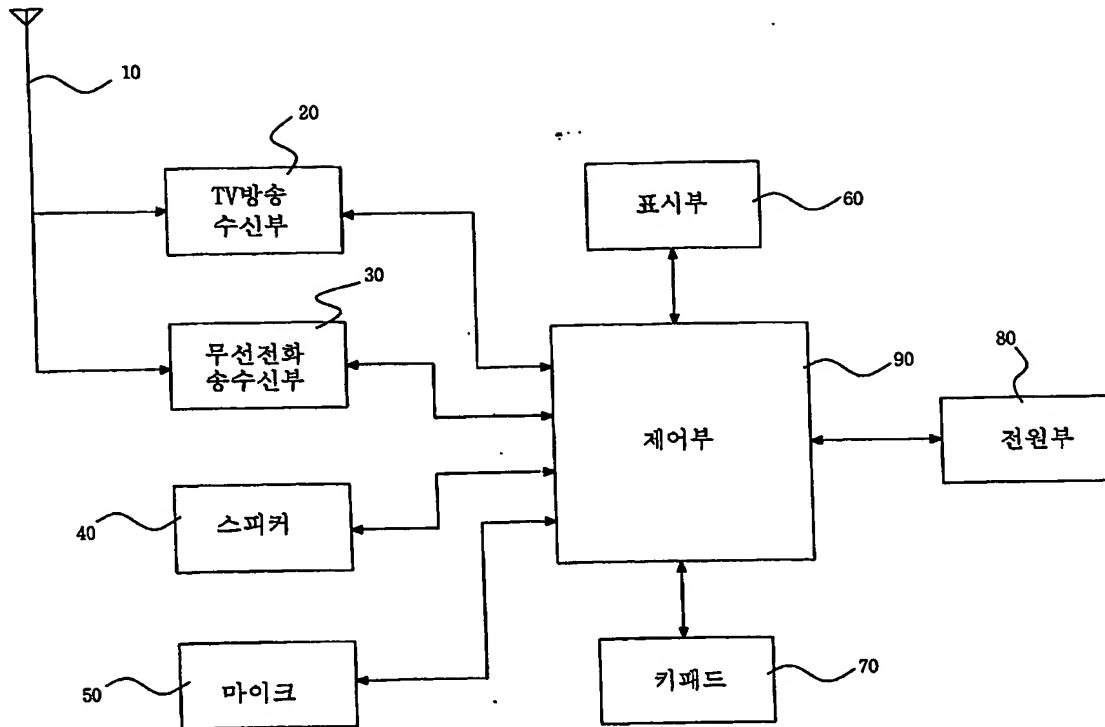 10
20
TV방송
수신부
30
무선전화
송수신부
40
스피커
50
마이크
표시부
60
제어부
90
80
전원부
키패드
70